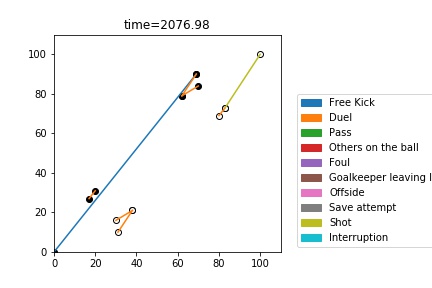 time=2076.98
100
80
60
40
20
0
0 20 40 60 80 100
Free Kick
Duel
Pass
Others on the ball
Foul
Goalkeeper leaving l
Offside
Save attempt
Shot
Interruption